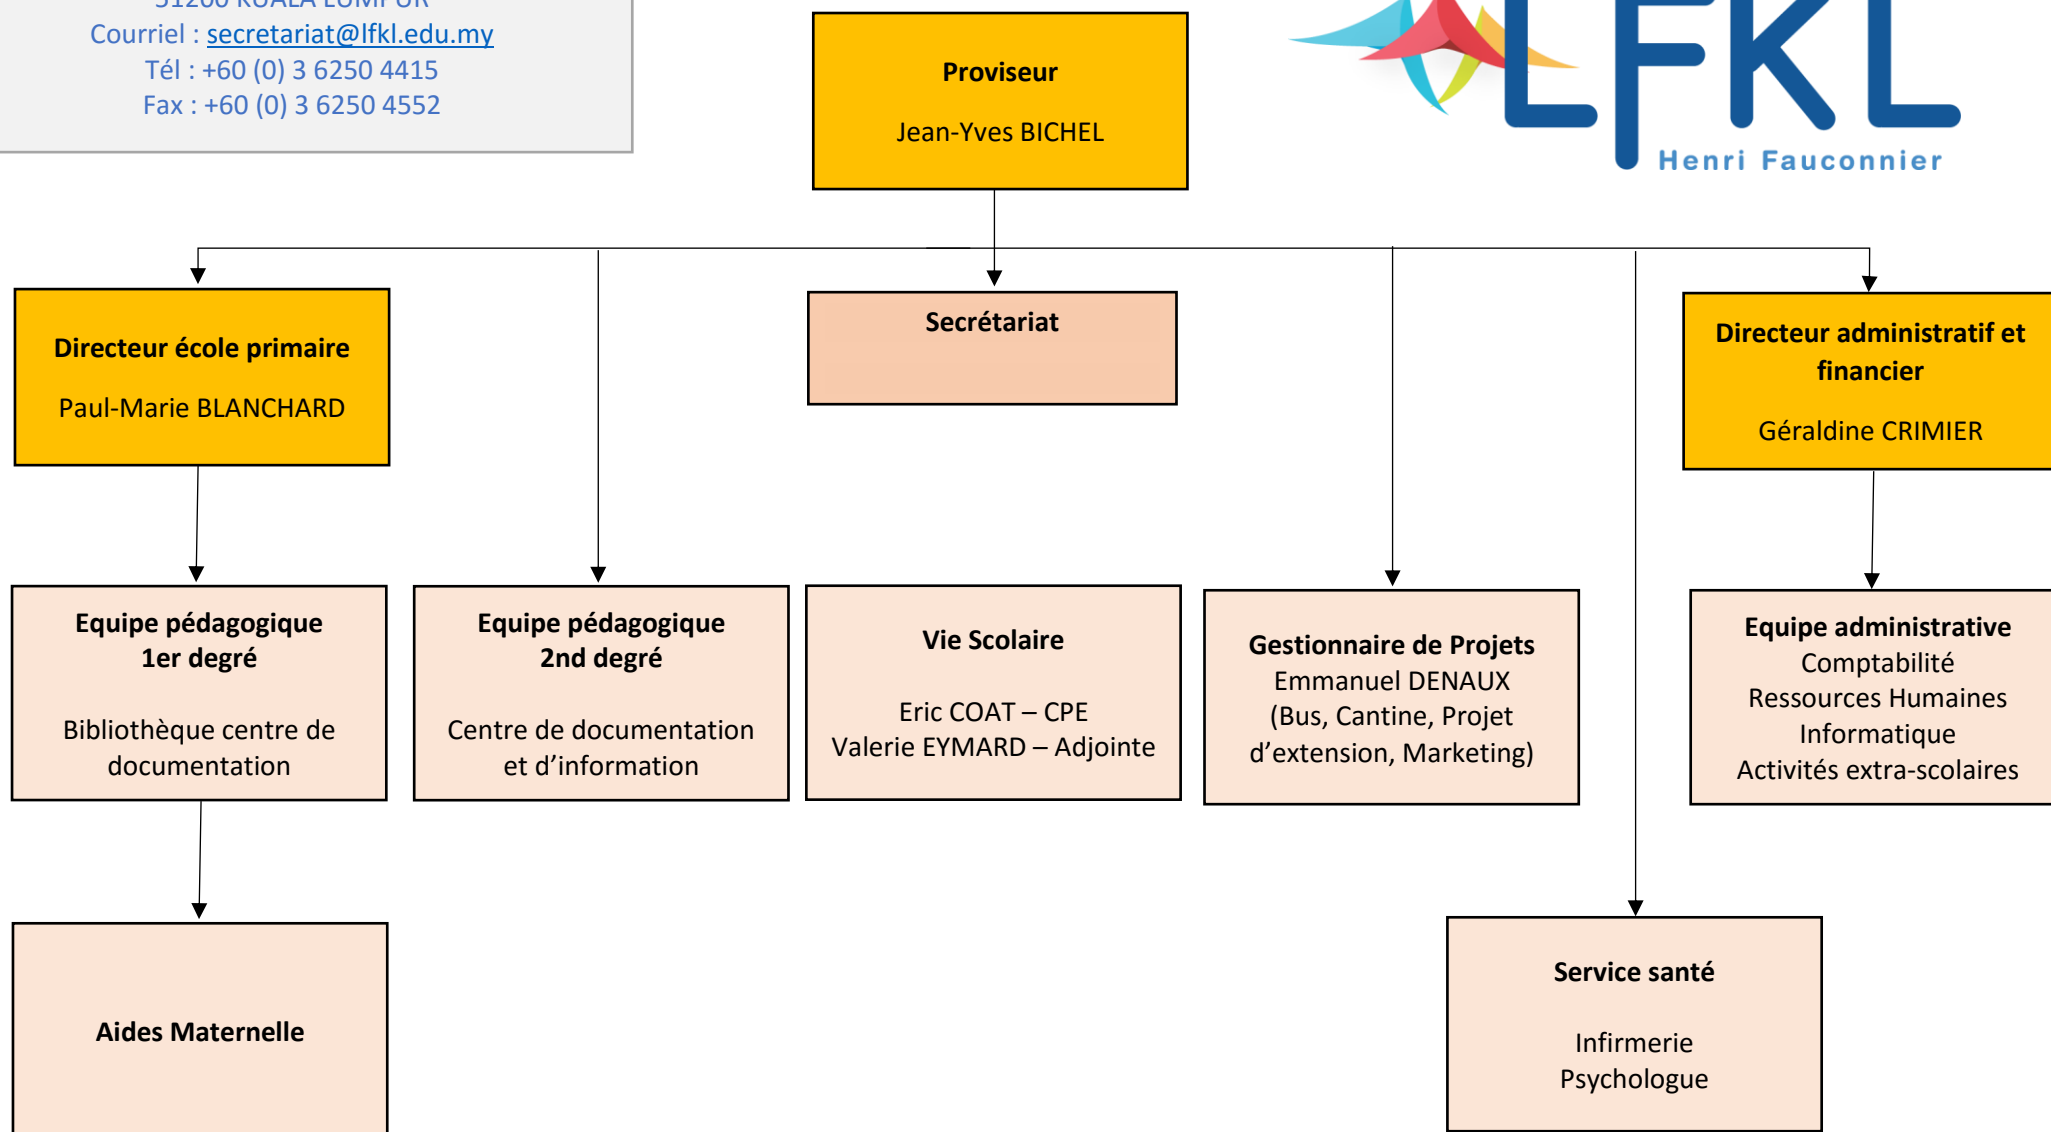 51200 KUALA LUMPUR
Courriel : secretariat@lfkl.edu.my
Tél : +60 (0) 3 6250 4415
Fax : +60 (0) 3 6250 4552
Proviseur
Jean-Yves BICHEL
LFKL
Henri Fauconnier
Directeur école primaire
Paul-Marie BLANCHARD
Secrétariat
Directeur administratif et
financier
Géraldine CRIMIER
Equipe pédagogique
1er degré
Bibliothèque centre de
documentation
Equipe pédagogique
2nd degré
Centre de documentation
et d’information
Vie Scolaire
Eric COAT – CPE
Valerie EYMARD – Adjointe
Gestionnaire de Projets
Emmanuel DENAUX
(Bus, Cantine, Projet
d’extension, Marketing)
Equipe administrative
Comptabilité
Ressources Humaines
Informatique
Activités extra-scolaires
Aides Maternelle
Service santé
Infirmerie
Psychologue